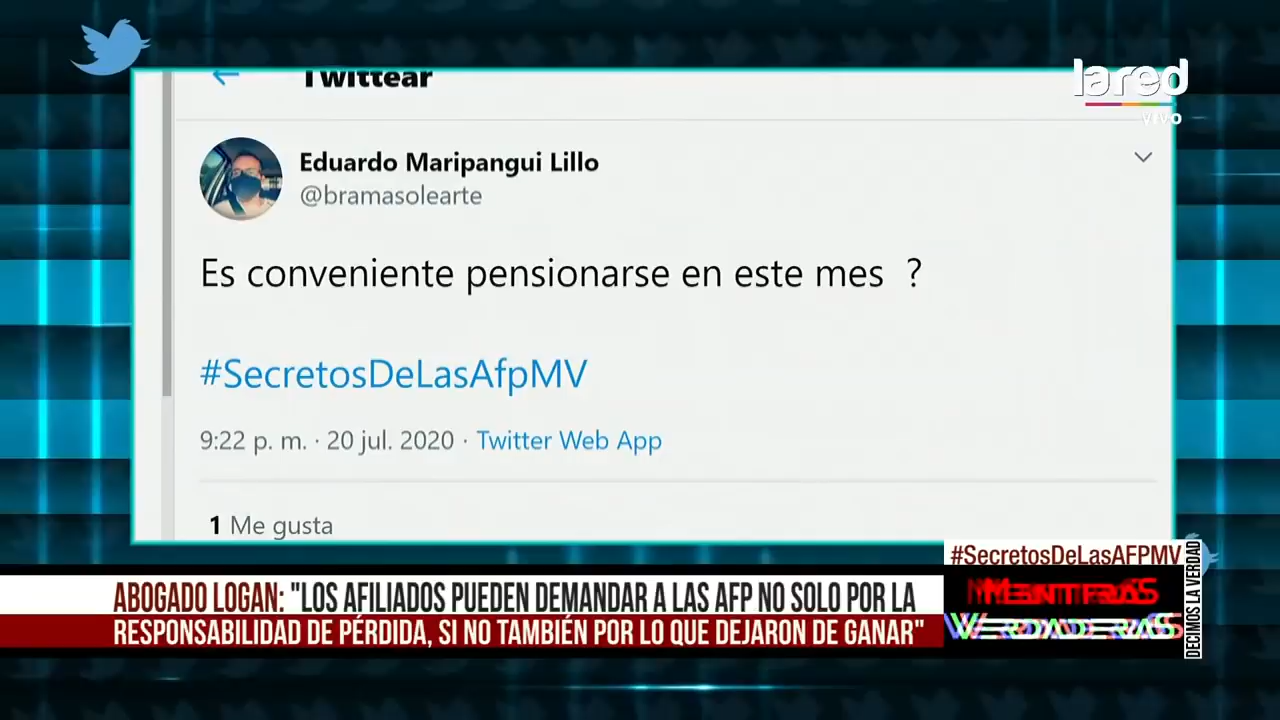 lared
vivo
Twittear
Eduardo Maripangui Lillo
@bramasolearte
Es conveniente pensionarse en este mes ?
#SecretosDeLasAfpMV
9:22 p. m. · 20 jul. 2020 · Twitter Web App
1 Me gusta
#SecretosDeLasAFPMV
MENTIRAS
VERDADERAS
DECIMOS LA VERDAD
ABOGADO LOGAN: "LOS AFILIADOS PUEDEN DEMANDAR A LAS AFP NO SOLO POR LA
RESPONSABILIDAD DE PÉRDIDA, SI NO TAMBIÉN POR LO QUE DEJARON DE GANAR"